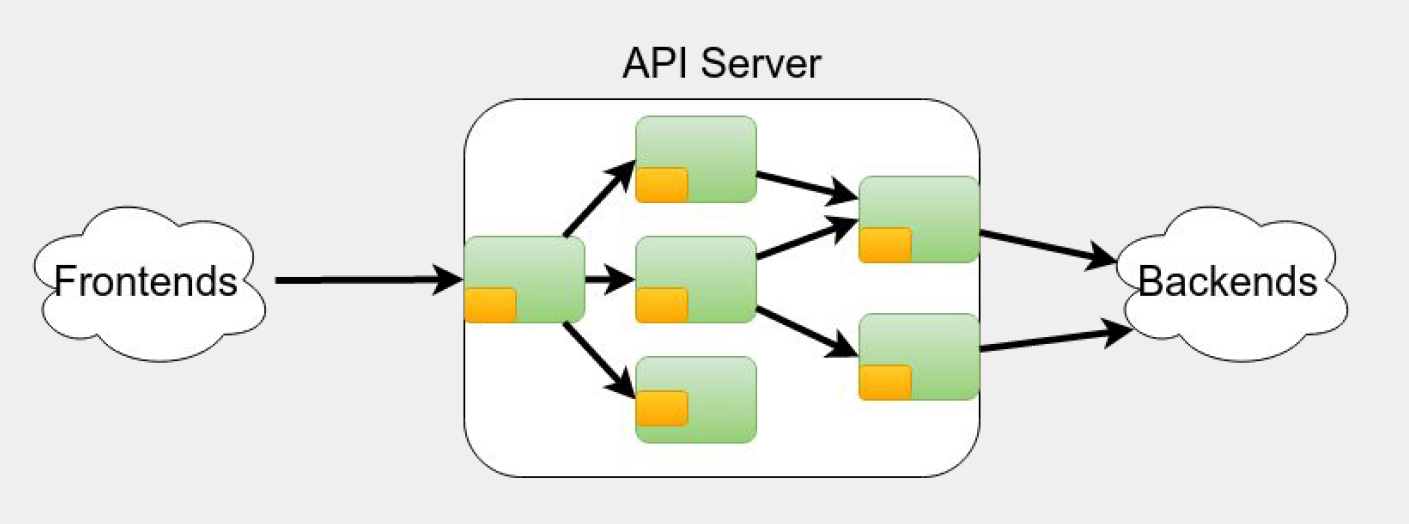 API Server
Frontends
Backends